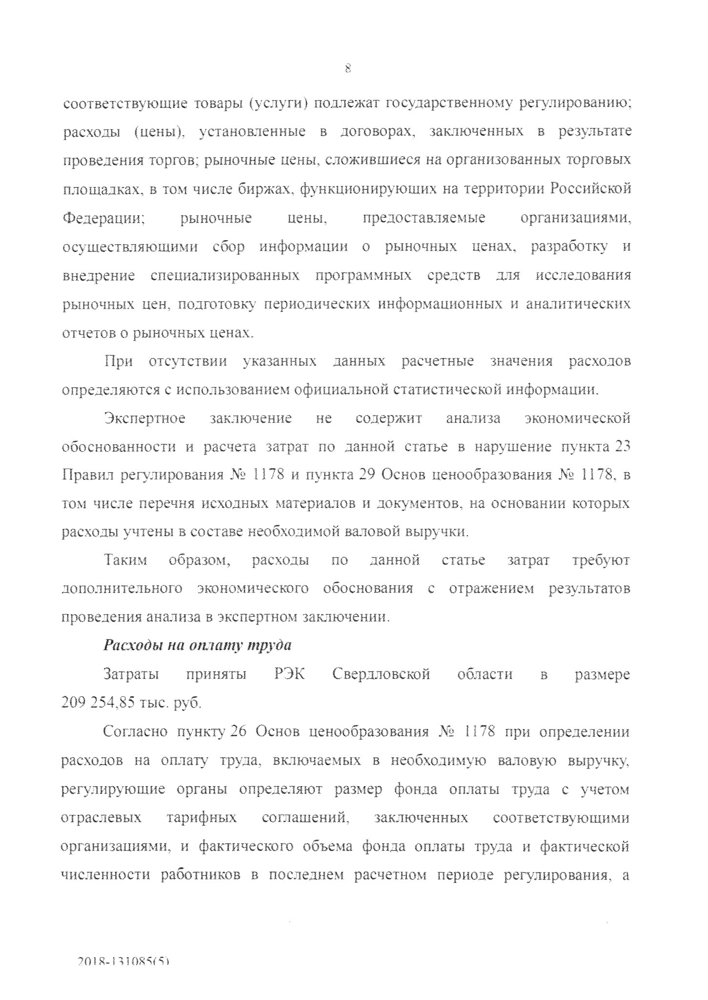 8
соответствующие товары (услуги) подлежат государственному регулированию;
расходы (цены), установленные в договорах, заключенных в результате
проведения торгов; рыночные цены, сложившиеся на организованных торговых
площадках, в том числе биржах, функционирующих на территории Российской
Федерации; рыночные цены, предоставляемые организациями,
осуществляющими сбор информации о рыночных ценах, разработку и
внедрение специализированных программных средств для исследования
рыночных цен, подготовку периодических информационных и аналитических
отчетов о рыночных ценах.
При отсутствии указанных данных расчетные значения расходов
определяются с использованием официальной статистической информации.
Экспертное заключение не содержит анализа экономической
обоснованности и расчета затрат по данной статье в нарушение пункта 23
Правил регулирования № 1178 и пункта 29 Основ ценообразования № 1178, в
том числе перечня исходных материалов и документов, на основании которых
расходы учтены в составе необходимой валовой выручки.
Таким образом, расходы по данной статье затрат требуют
дополнительного экономического обоснования с отражением результатов
проведения анализа в экспертном заключении.
Расходы на оплату труда
Затраты приняты РЭК Свердловской области в размере
209 254,85 тыс. руб.
Согласно пункту 26 Основ ценообразования № 1178 при определении
расходов на оплату труда, включаемых в необходимую валовую выручку,
регулирующие органы определяют размер фонда оплаты труда с учетом
отраслевых тарифных соглашений, заключенных соответствующими
организациями, и фактического объема фонда оплаты труда и фактической
численности работников в последнем расчетном периоде регулирования, а
2018-131085(5)